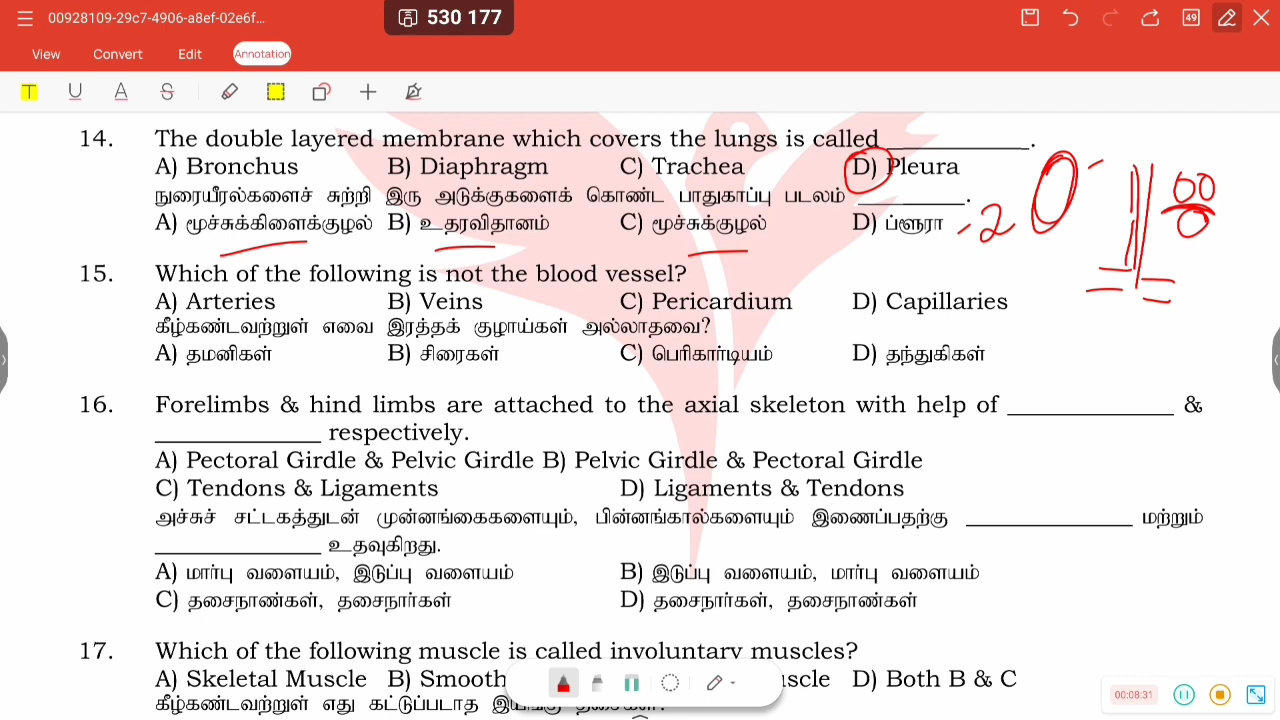 00928109-29c7-4906-a8ef-02e6f...
530 177
49
View Convert Edit Annotation
T U A S
14. The double layered membrane which covers the lungs is called ____________.
A) Bronchus B) Diaphragm C) Trachea D) Pleura
நுரையீரல்களைச் சுற்றி இரு அடுக்குகளைக் கொண்ட பாதுகாப்பு படலம் _________.
A) மூச்சுக்கிளைக்குழல் B) உதரவிதானம் C) மூச்சுக்குழல் D) ப்ளூரா
15. Which of the following is not the blood vessel?
A) Arteries B) Veins C) Pericardium D) Capillaries
கீழ்கண்டவற்றுள் எவை இரத்தக் குழாய்கள் அல்லாதவை?
A) தமனிகள் B) சிரைகள் C) பெரிகார்டியம் D) தந்துகிகள்
16. Forelimbs & hind limbs are attached to the axial skeleton with help of ______________ &
______________ respectively.
A) Pectoral Girdle & Pelvic Girdle B) Pelvic Girdle & Pectoral Girdle
C) Tendons & Ligaments D) Ligaments & Tendons
அச்சுச் சட்டகத்துடன் முன்னங்கைகளையும், பின்னங்கால்களையும் இணைப்பதற்கு ______________ மற்றும்
______________ உதவுகிறது.
A) மார்பு வளையம், இடுப்பு வளையம் B) இடுப்பு வளையம், மார்பு வளையம்
C) தசைநாண்கள், தசைநார்கள் D) தசைநார்கள், தசைநாண்கள்
17. Which of the following muscle is called involuntary muscles?
A) Skeletal Muscle B) Smooth D) Both B & C
கீழ்கண்டவற்றுள் எது கட்டுப்படாத
00:08:31